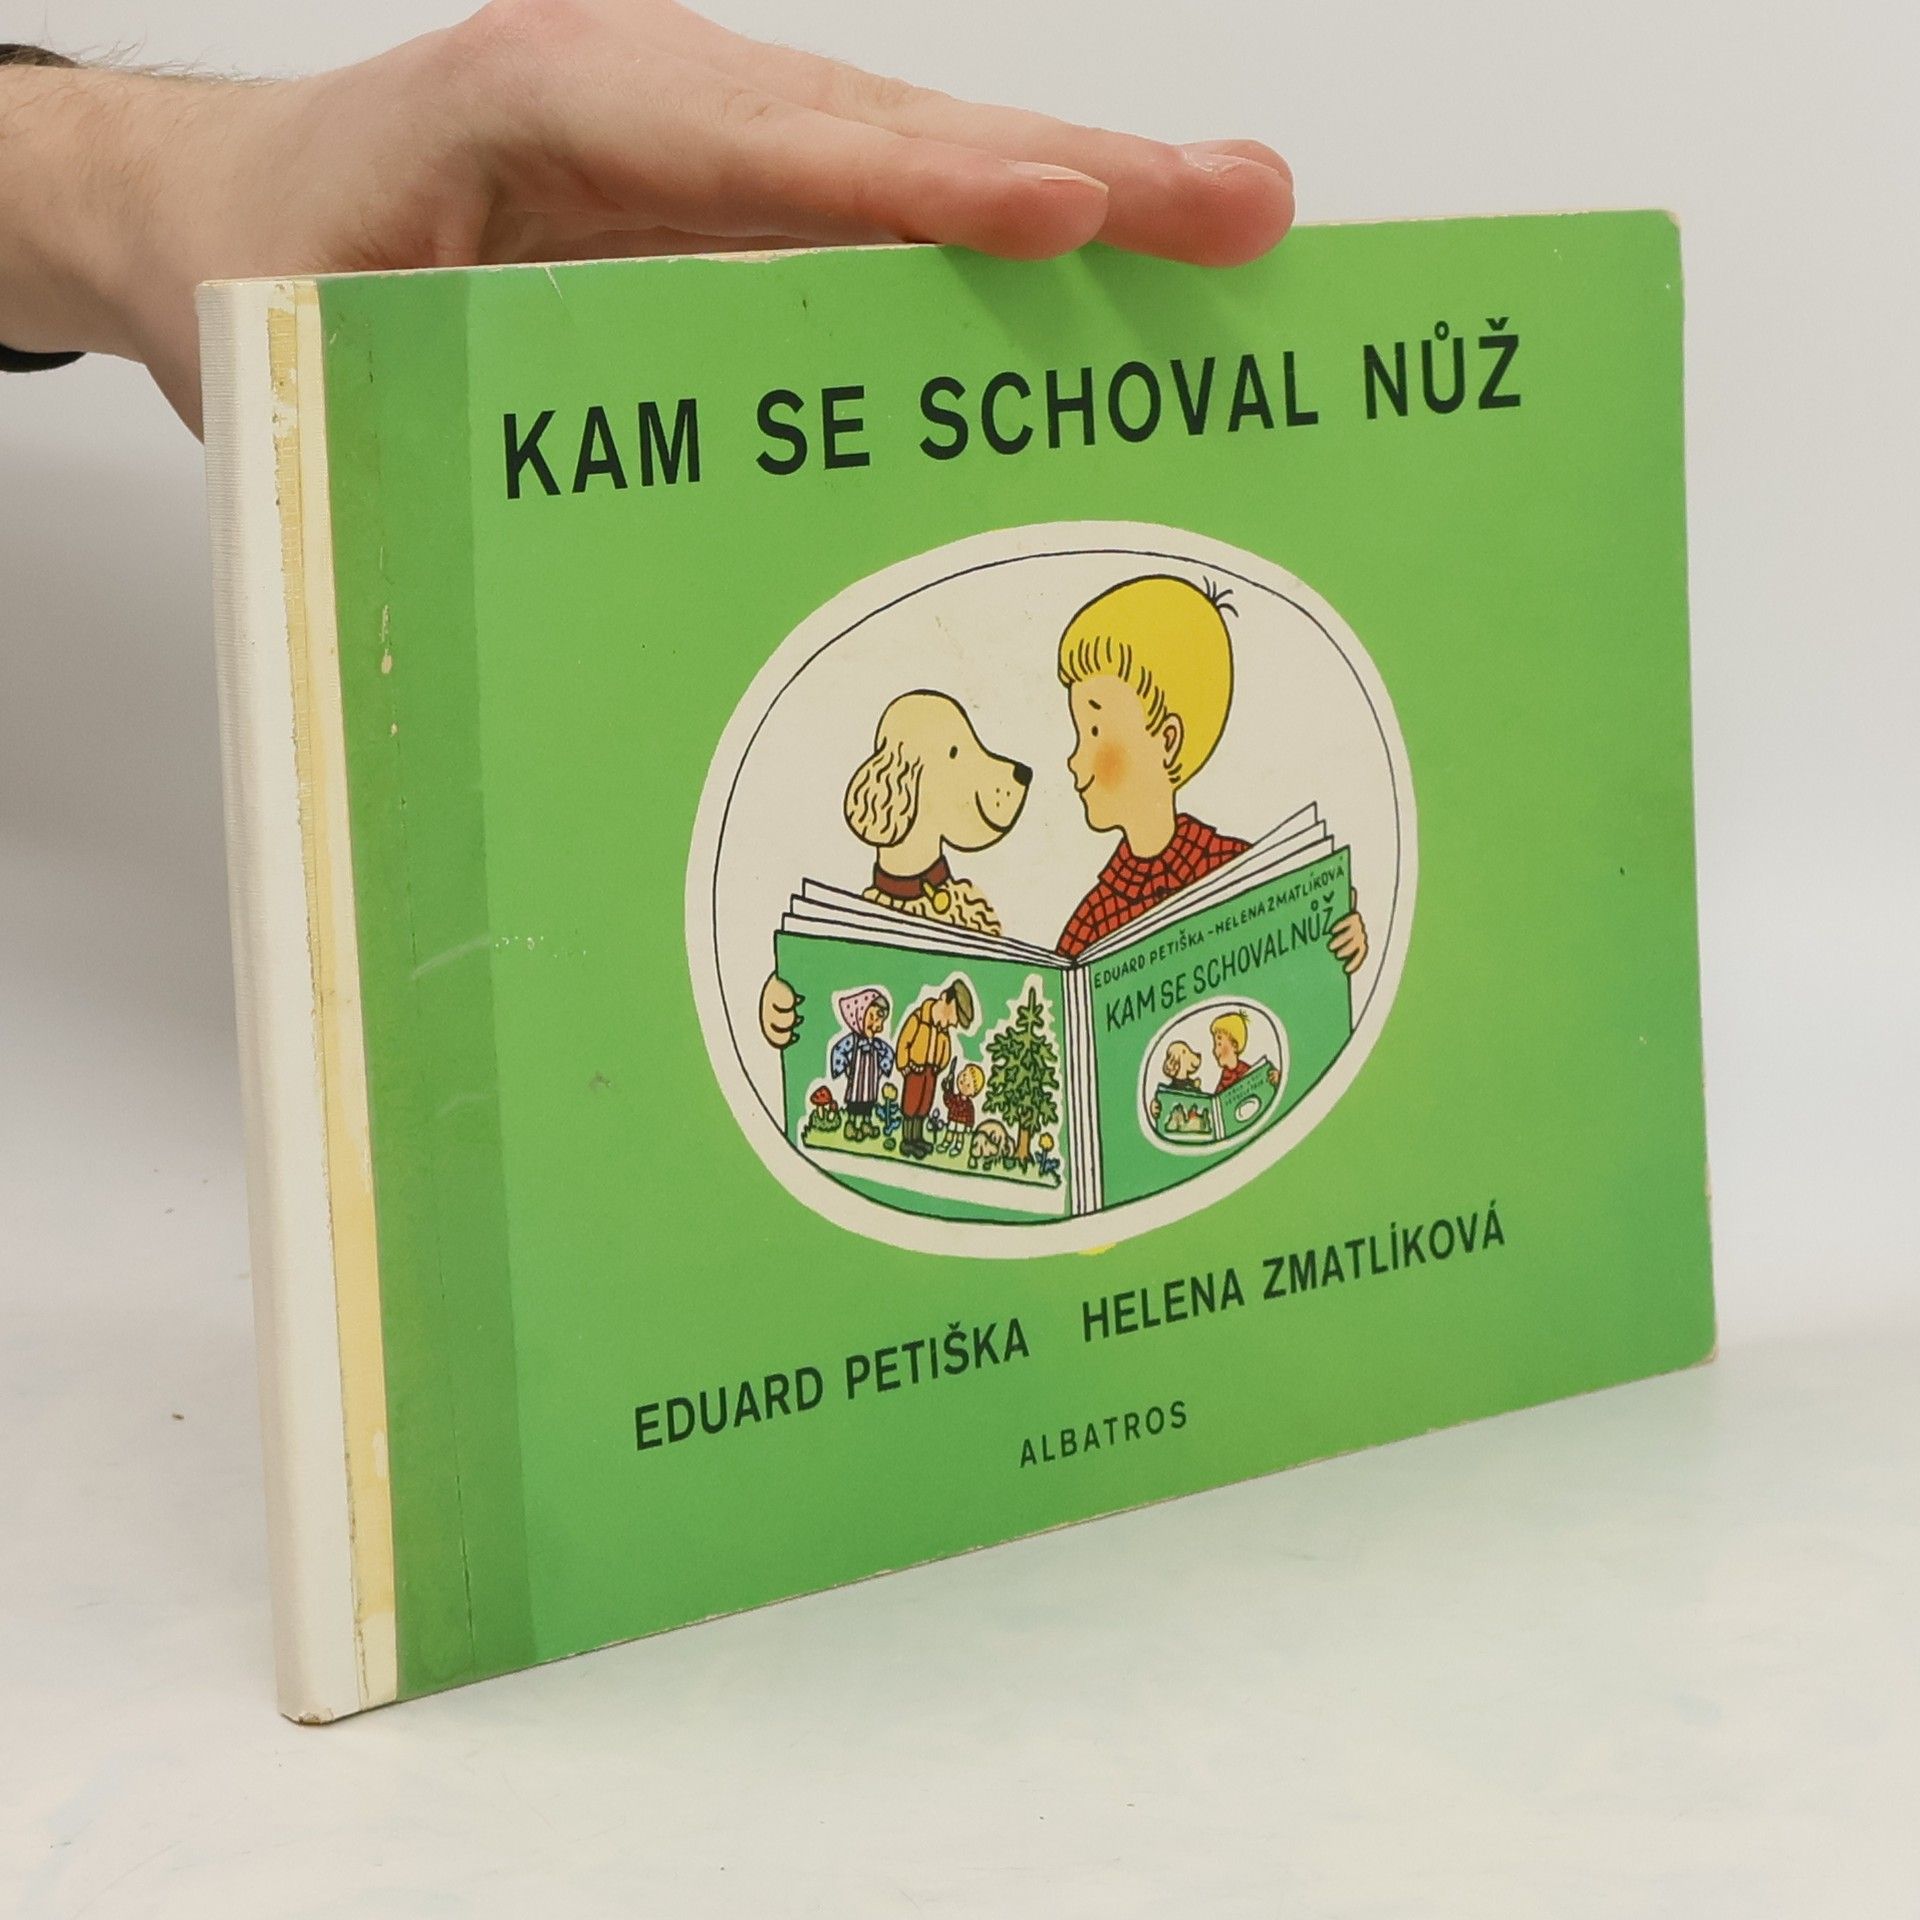 KAM SE SCHOVAL NŮŽ
EDUARD PETIŠKA-HELENA ZMATLÍKOVÁ
KAM SE SCHOVAL NŮŽ
EDUARD PETIŠKA HELENA ZMATLÍKOVÁ
ALBATROS